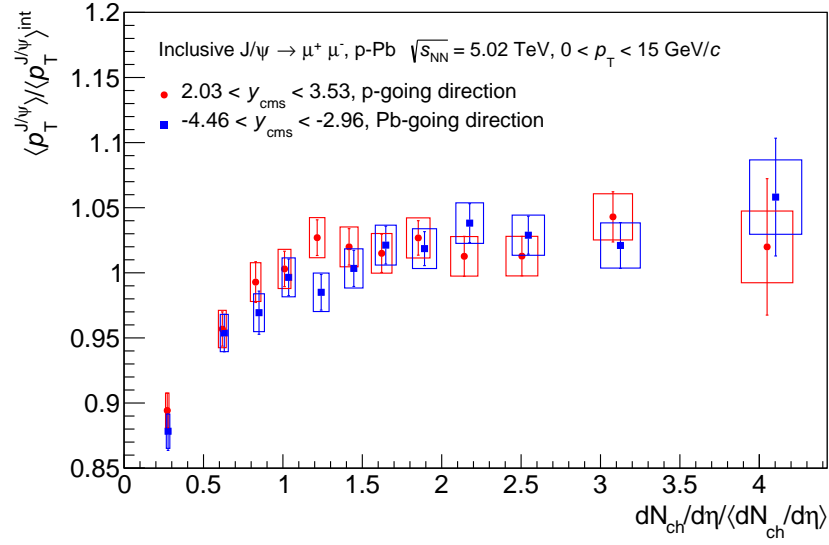 ⟨p_T^{J/ψ}⟩/⟨p_T^{J/ψ}⟩^{int}
1.2
Inclusive J/ψ → μ⁺ μ⁻, p-Pb √s_NN = 5.02 TeV, 0 < p_T < 15 GeV/c
1.15
2.03 < y_cms < 3.53, p-going direction
-4.46 < y_cms < -2.96, Pb-going direction
1.1
1.05
1
0.95
0.9
0.85
0 0.5 1 1.5 2 2.5 3 3.5 4
dN_ch/dη/⟨dN_ch/dη⟩